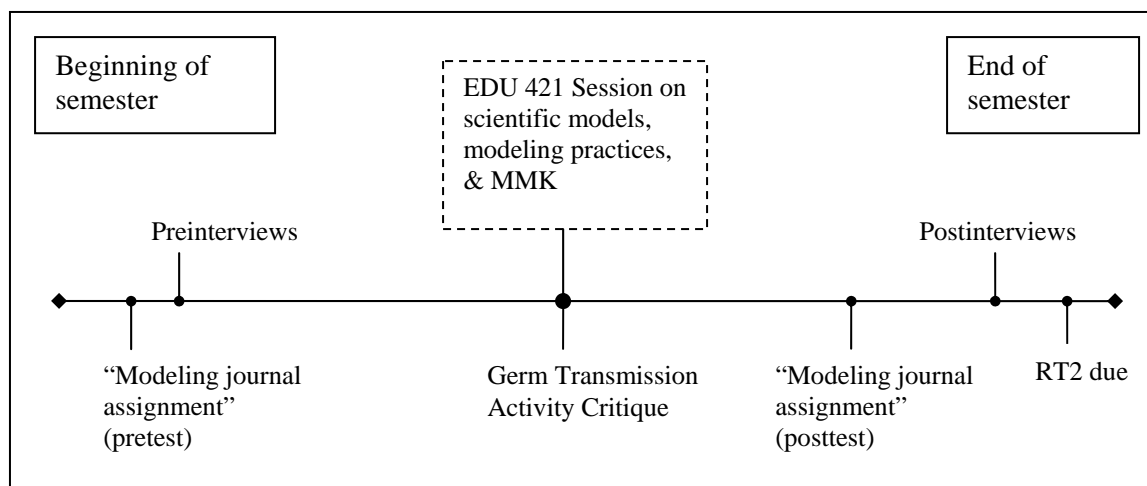 Beginning of
semester
EDU 421 Session on
scientific models,
modeling practices,
& MMK
End of
semester
Preinterviews
Postinterviews
“Modeling journal
assignment”
(pretest)
Germ Transmission
Activity Critique
“Modeling journal
assignment”
(posttest)
RT2 due